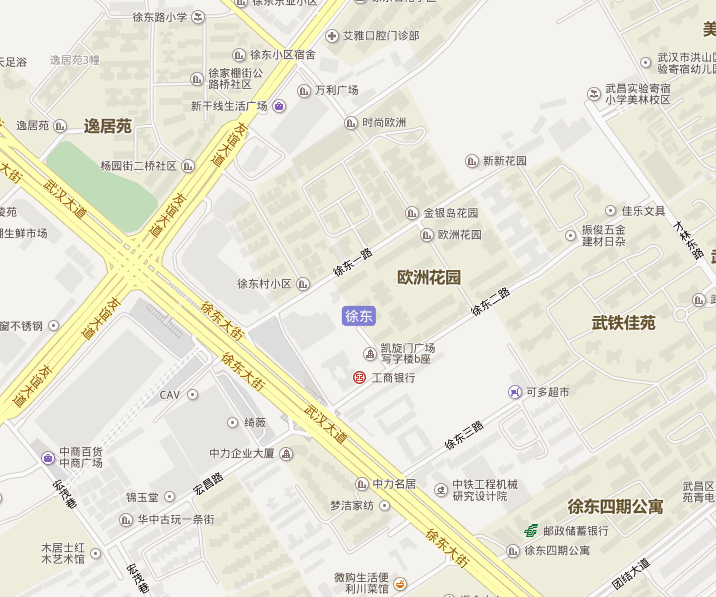 徐东路小学
艾雅口腔门诊部
天足浴
逸居苑3幢
徐东小区宿舍
徐家棚街公
路桥社区
万利广场
武汉市洪山区
验寄宿幼儿园
武昌实验寄宿
小学美林校区
新干线生活广场
时尚欧洲
逸居苑
逸居苑
友谊大道
杨园街二桥社区
新新花园
大街
武汉大道
友谊大道
金银岛花园
欧洲花园
佳乐文具
振俊五金
建材日杂
才林东路
徐东一路
欧洲花园
徐东村小区
徐东二路
徐东
徐东大街
友谊大道
窗不锈钢
武铁佳苑
凯旋门广场
写字楼b座
工商银行
徐东大街
友谊大道
CAV
可多超市
绮薇
武汉大道
徐东三路
中商百货
中商广场
中力企业大厦
宏茂巷
宏昌路
中力名居
中铁工程机械
研究设计院
锦玉堂
梦洁家纺
徐东四期公寓
华中古玩一条街
邮政储蓄银行
徐东大街
徐东四期公寓
木居士红
木艺术馆
宏茂巷
微购生活便
利川菜馆
团结大道
武昌区